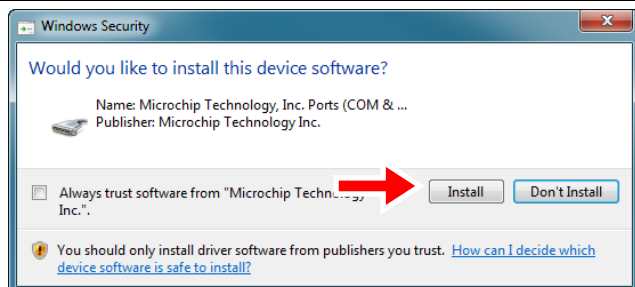 Windows Security
Would you like to install this device software?
Name: Microchip Technology, Inc. Ports (COM & ...
Publisher: Microchip Technology Inc.
Always trust software from "Microchip Technology
Inc.".
Install
Don't Install
You should only install driver software from publishers you trust. How can I decide which
device software is safe to install?